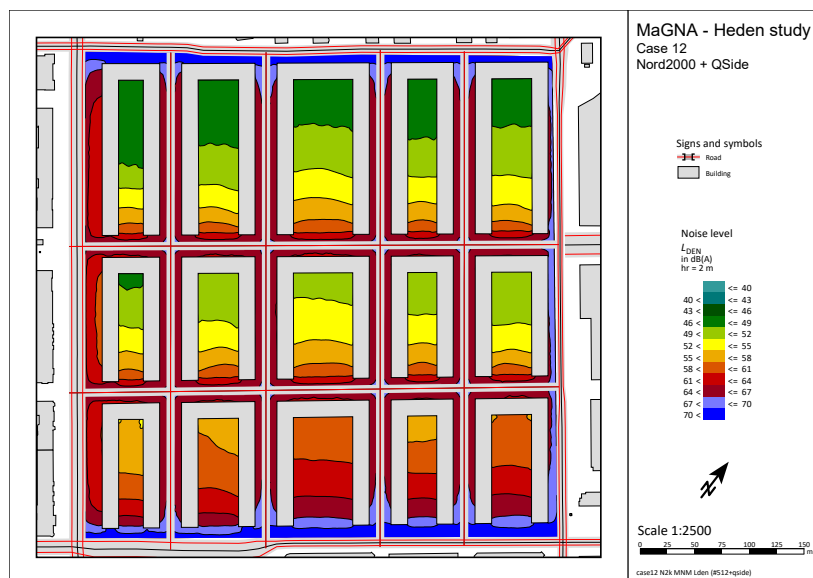 MaGNA - Heden study
Case 12
Nord2000 + QSide
Signs and symbols
Road
Building
Noise level
LDEN
in dB(A)
hr = 2 m
<= 40
40 < <= 43
43 < <= 46
46 < <= 49
49 < <= 52
52 < <= 55
55 < <= 58
58 < <= 61
61 < <= 64
64 < <= 67
67 < <= 70
70 <
N
Scale 1:2500
0 25 50 75 100 125 150
m
case12 N2k MNM Lden (#512+qside)